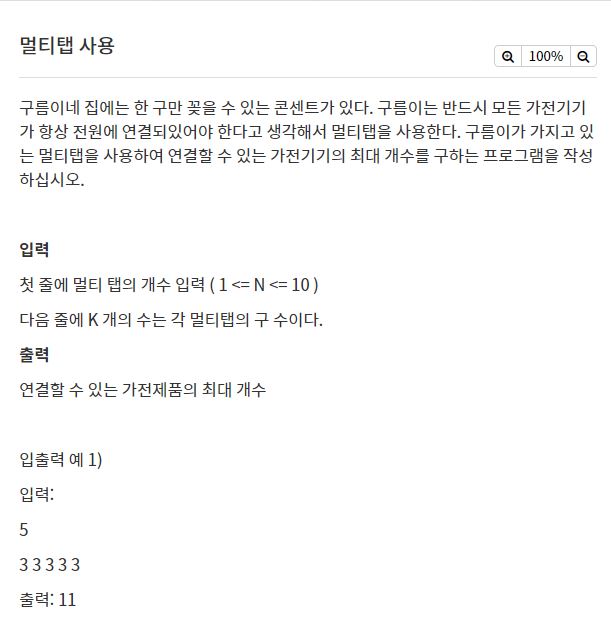 멀티탭 사용
100%
구름이네 집에는 한 구만 꽂을 수 있는 콘센트가 있다. 구름이는 반드시 모든 가전기기
가 항상 전원에 연결되있어야 한다고 생각해서 멀티탭을 사용한다. 구름이가 가지고 있
는 멀티탭을 사용하여 연결할 수 있는 가전기기의 최대 개수를 구하는 프로그램을 작성
하십시오.
입력
첫 줄에 멀티 탭의 개수 입력 ( 1 <= N <= 10 )
다음 줄에 K 개의 수는 각 멀티탭의 구 수이다.
출력
연결할 수 있는 가전제품의 최대 개수
입출력 예 1)
입력:
5
3 3 3 3 3
출력: 11